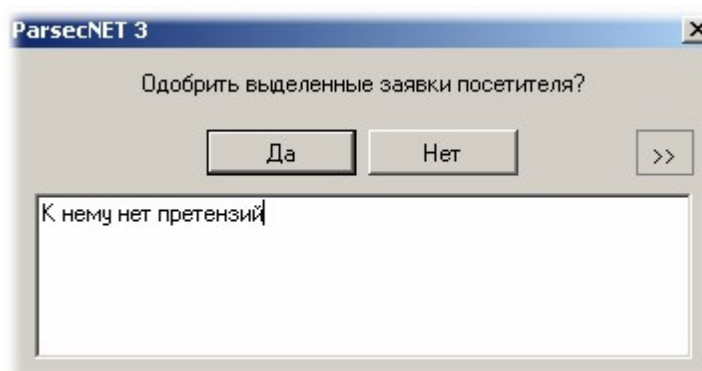 ParsecNET 3
Одобрить выделенные заявки посетителя?
Да
Нет
>>
К нему нет претензий